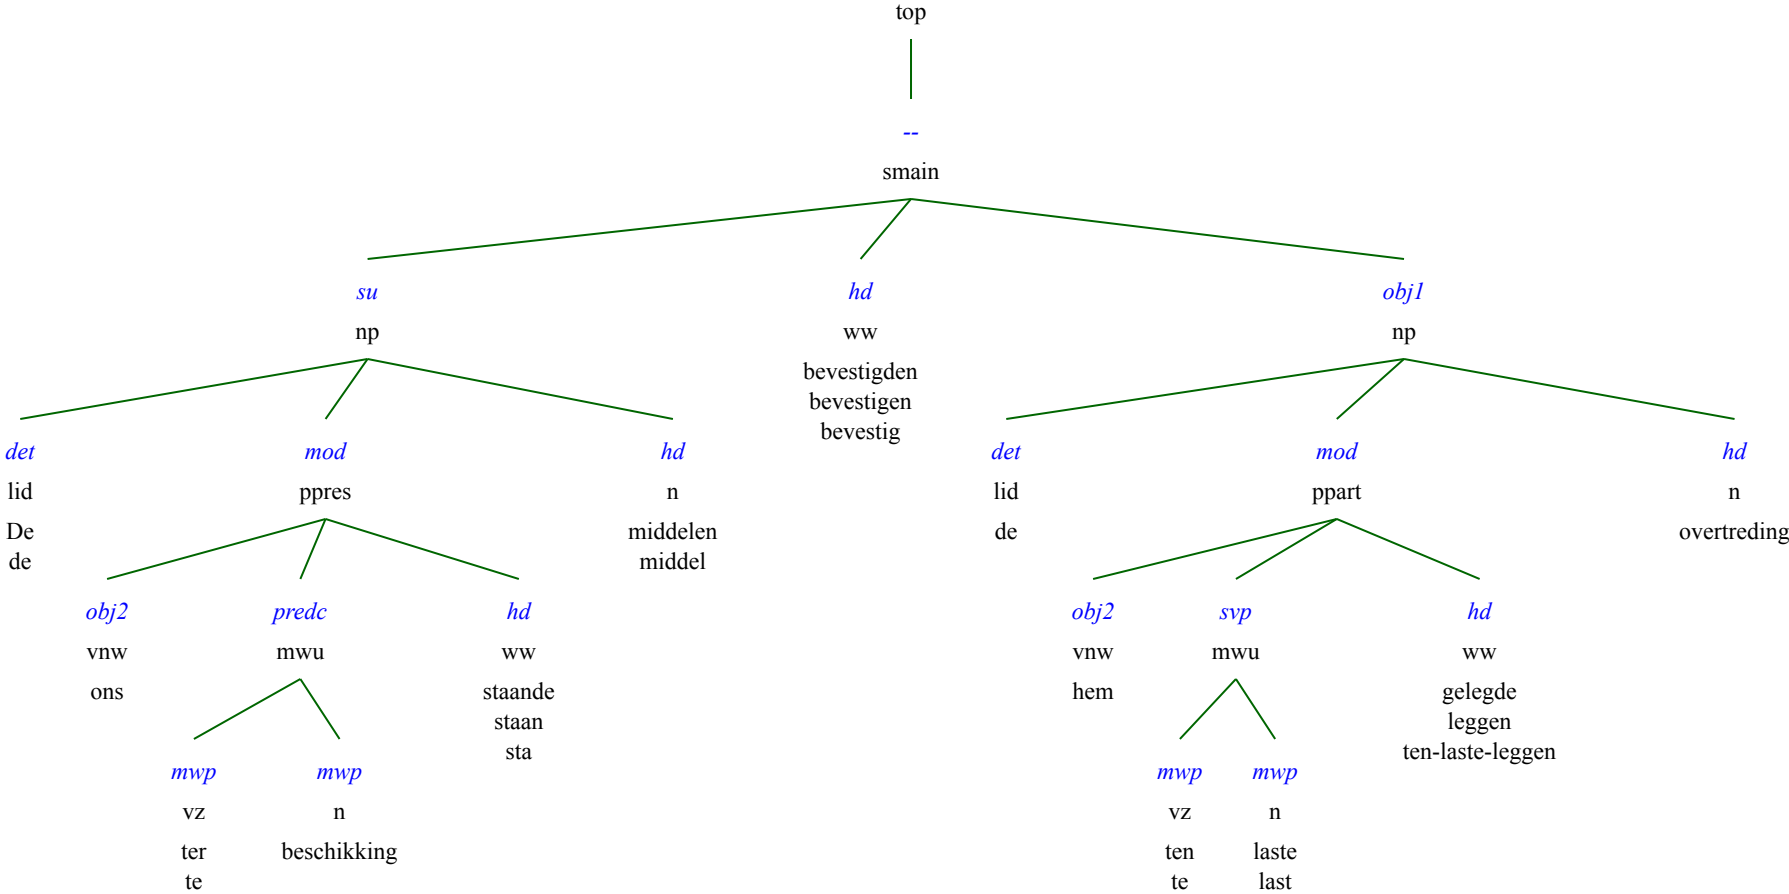 top
--
smain
su hd obj1
np ww np
bevestigden
bevestigen
bevestig
det mod hd det mod hd
lid ppres n lid ppart n
De middelen de overtreding
de middel
obj2 predc hd obj2 svp hd
vnw mwu ww vnw mwu ww
ons staande hem gelegde
staan leggen
sta ten-laste-leggen
mwp mwp mwp mwp
vz n vz n
ter beschikking ten laste
te te last